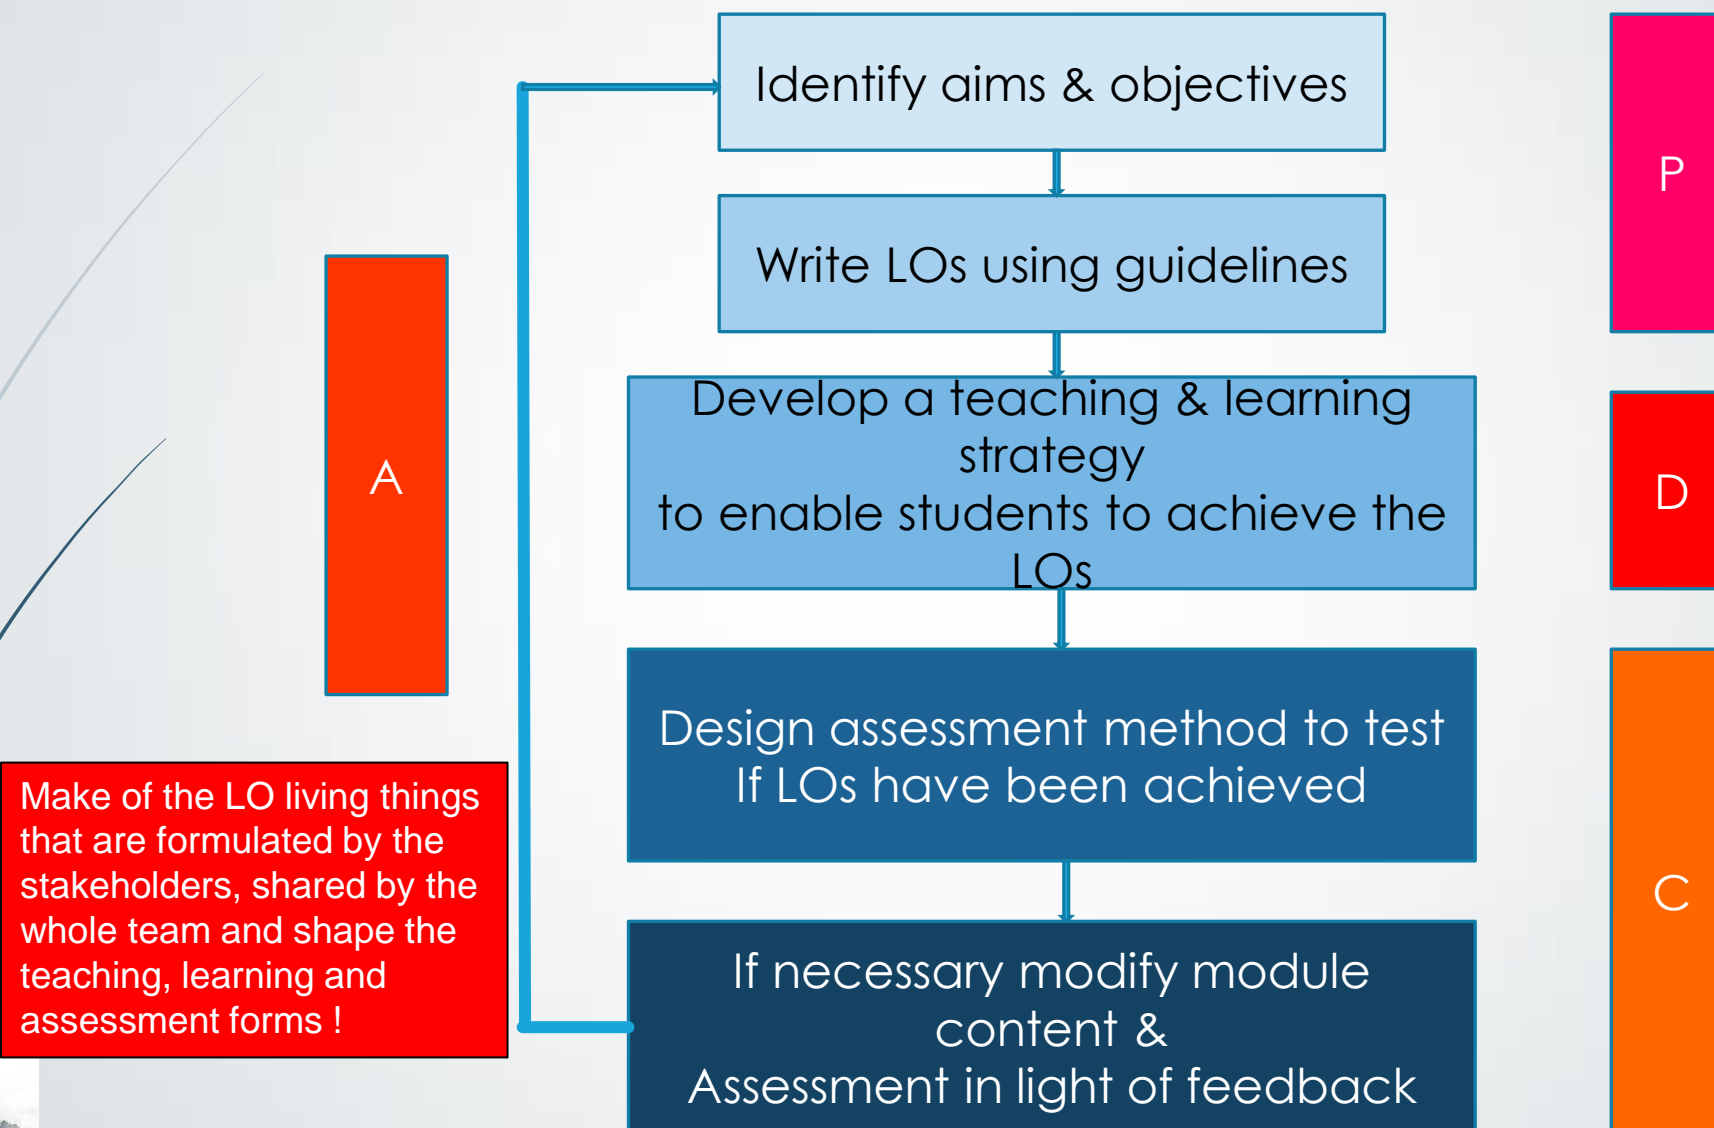 Identify aims & objectives
P
Write LOs using guidelines
A
Develop a teaching & learning
strategy
to enable students to achieve the
LOs
D
Design assessment method to test
If LOs have been achieved
Make of the LO living things
that are formulated by the
stakeholders, shared by the
whole team and shape the
teaching, learning and
assessment forms !
C
If necessary modify module
content &
Assessment in light of feedback